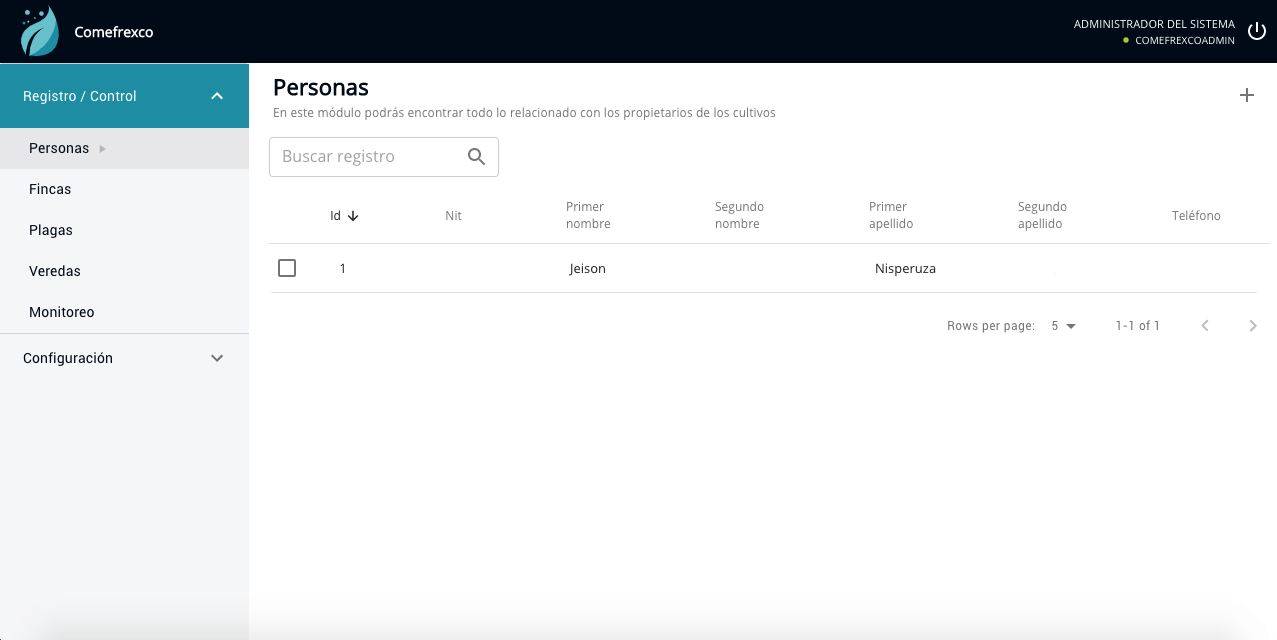 Comefrexco
ADMINISTRADOR DEL SISTEMA
COMEFREXCOADMIN
Registro / Control
Personas
Fincas
Plagas
Veredas
Monitoreo
Configuración
Personas
En este módulo podrás encontrar todo lo relacionado con los propietarios de los cultivos
Buscar registro
Id Nit Primer nombre Segundo nombre Primer apellido Segundo apellido Teléfono
1 Jeison Nisperuza
Rows per page: 5 1-1 of 1